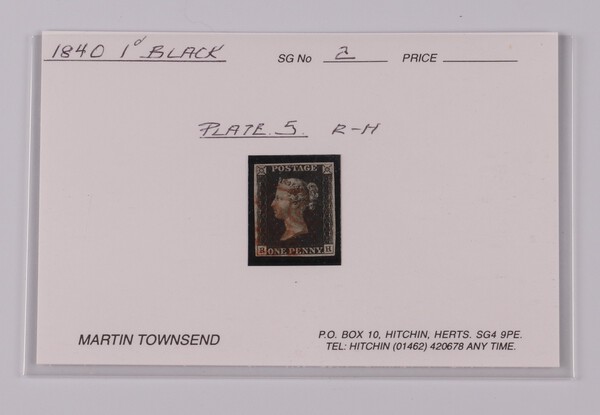 1840 1d BLACK SG No 2 PRICE
PLATE 5. R-H
POSTAGE
R ONE PENNY H
MARTIN TOWNSEND
P.O. BOX 10, HITCHIN, HERTS. SG4 9PE.
TEL: HITCHIN (01462) 420678 ANY TIME.